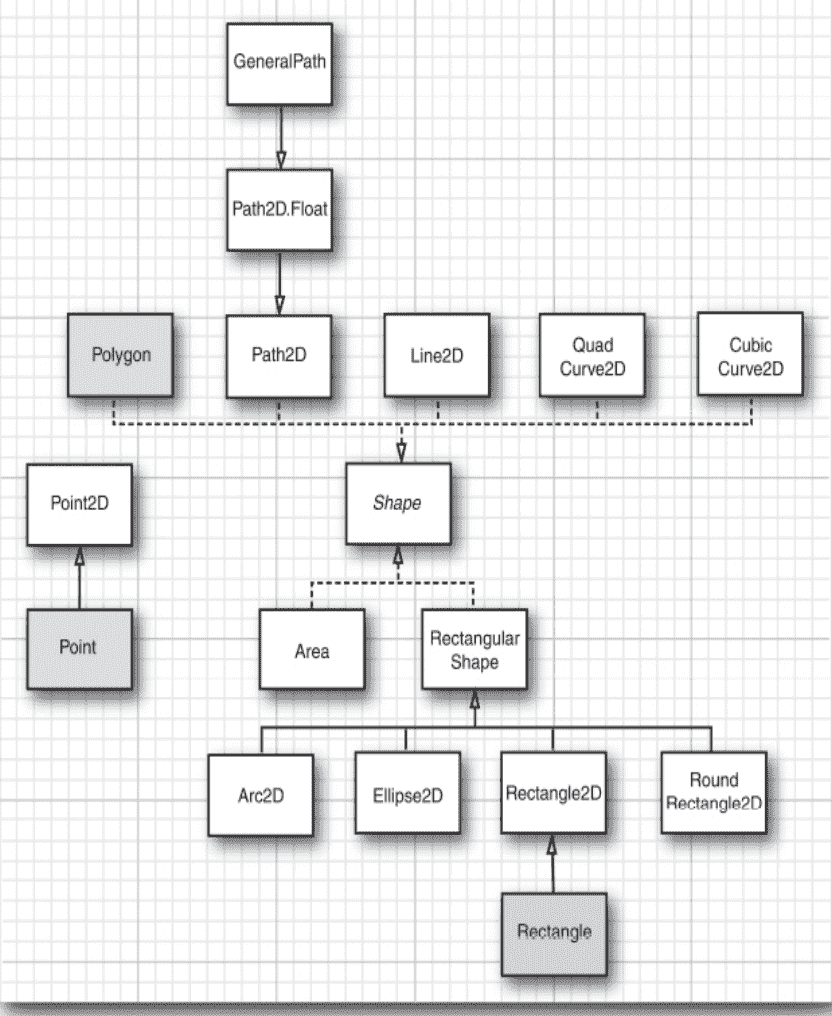 GeneralPath
Path2D.Float
Polygon
Path2D
Line2D
Quad
Curve2D
Cubic
Curve2D
Point2D
Shape
Point
Area
Rectangular
Shape
Arc2D
Ellipse2D
Rectangle2D
Round
Rectangle2D
Rectangle